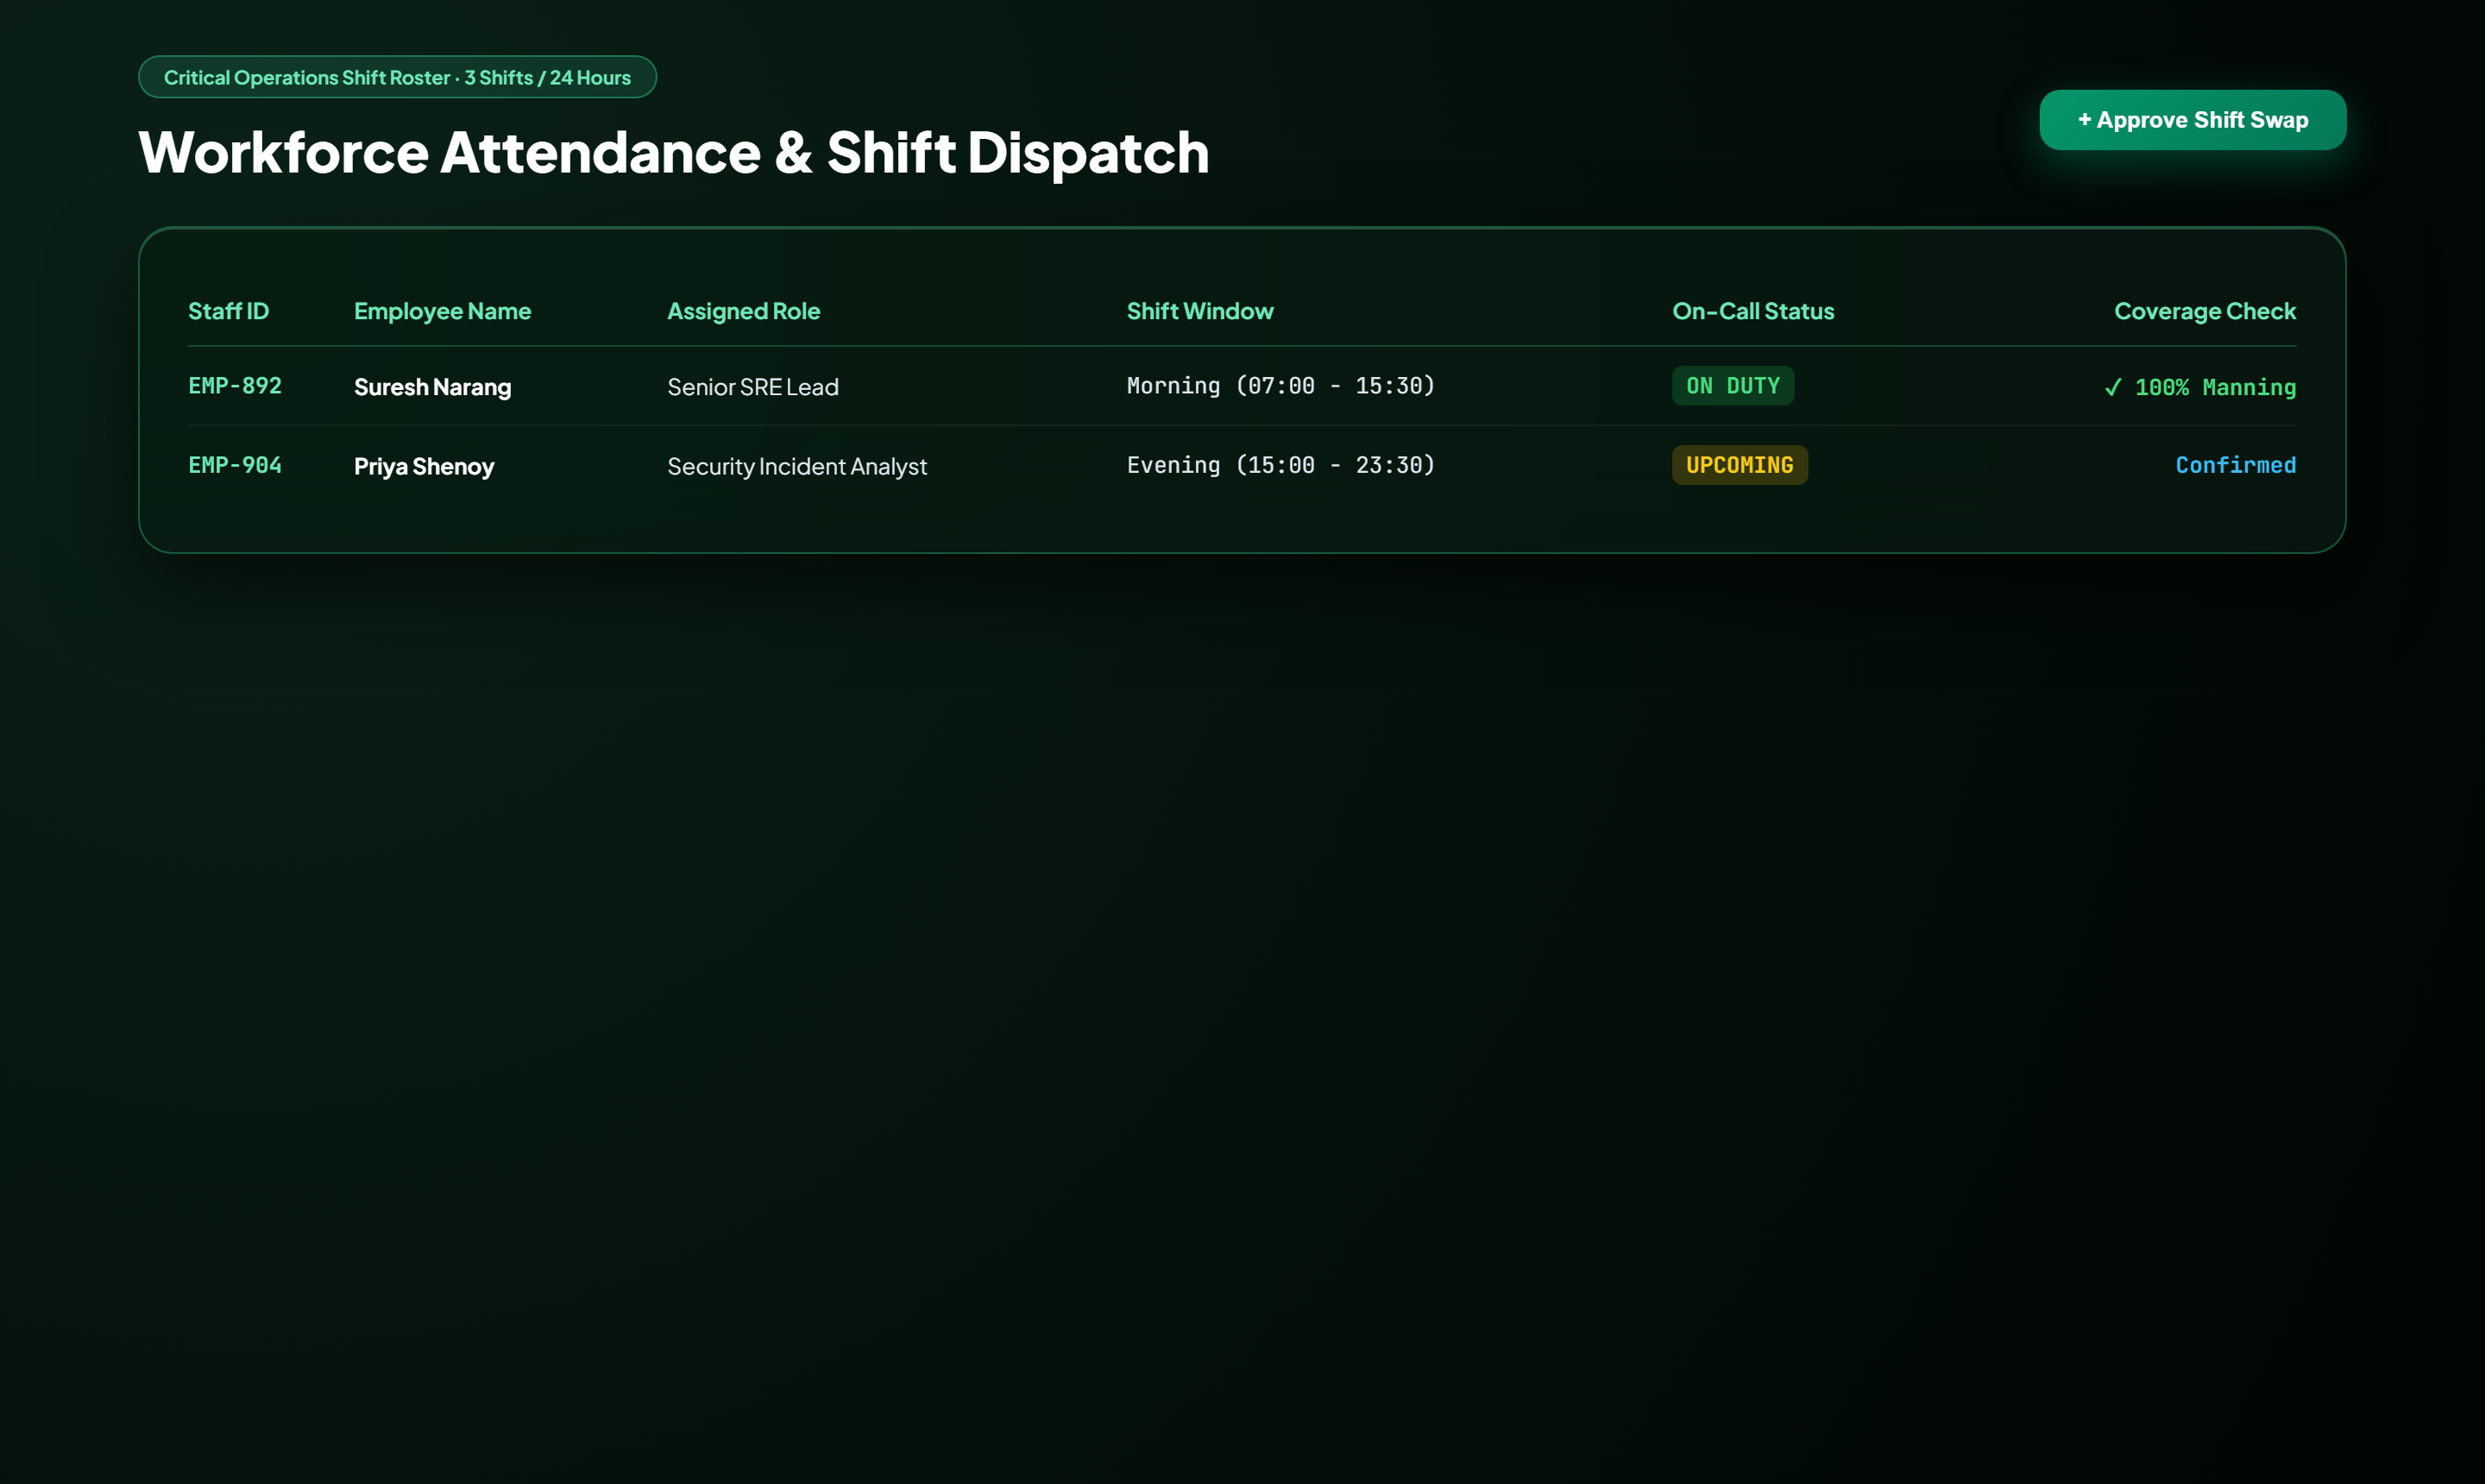 Critical Operations Shift Roster · 3 Shifts / 24 Hours
Workforce Attendance & Shift Dispatch
+ Approve Shift Swap
Staff ID Employee Name Assigned Role Shift Window On-Call Status Coverage Check
EMP-892 Suresh Narang Senior SRE Lead Morning (07:00 - 15:30) ON DUTY ✓ 100% Manning
EMP-904 Priya Shenoy Security Incident Analyst Evening (15:00 - 23:30) UPCOMING Confirmed